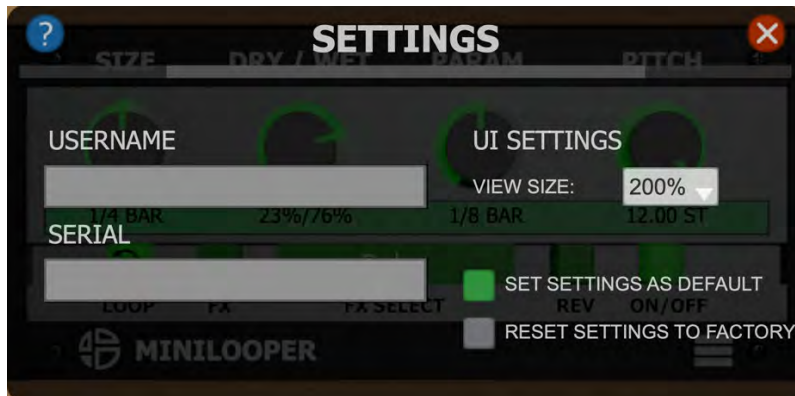 ?
SETTINGS
SIZE DRY / WET PARAM PITCH
USERNAME
UI SETTINGS
VIEW SIZE: 200%
1/4 BAR 23%/76% 1/8 BAR 12.00 ST
SERIAL
SET SETTINGS AS DEFAULT
LOOP FX FX SELECT REV ON/OFF
RESET SETTINGS TO FACTORY
MINILOOPER